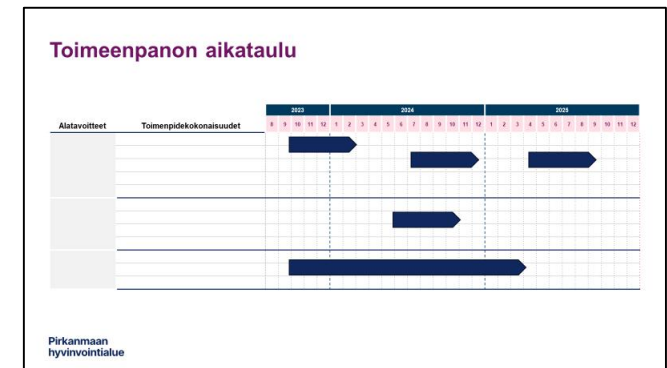 Toimeenpanon aikataulu
2023 2024 2025
Alatavoitteet Toimenpidekokonaisuudet 8 9 10 11 12 1 2 3 4 5 6 7 8 9 10 11 12 1 2 3 4 5 6 7 8 9 10 11 12
Pirkanmaan
hyvinvointialue